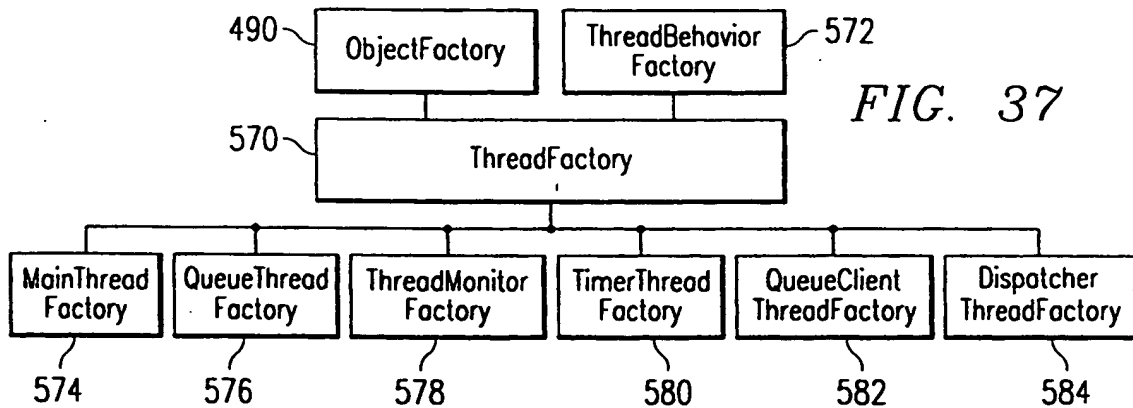 490
ObjectFactory
ThreadBehavior
Factory
572
FIG. 37
570
ThreadFactory
MainThread
Factory
QueueThread
Factory
ThreadMonitor
Factory
TimerThread
Factory
QueueClient
ThreadFactory
Dispatcher
ThreadFactory
574
576
578
580
582
584